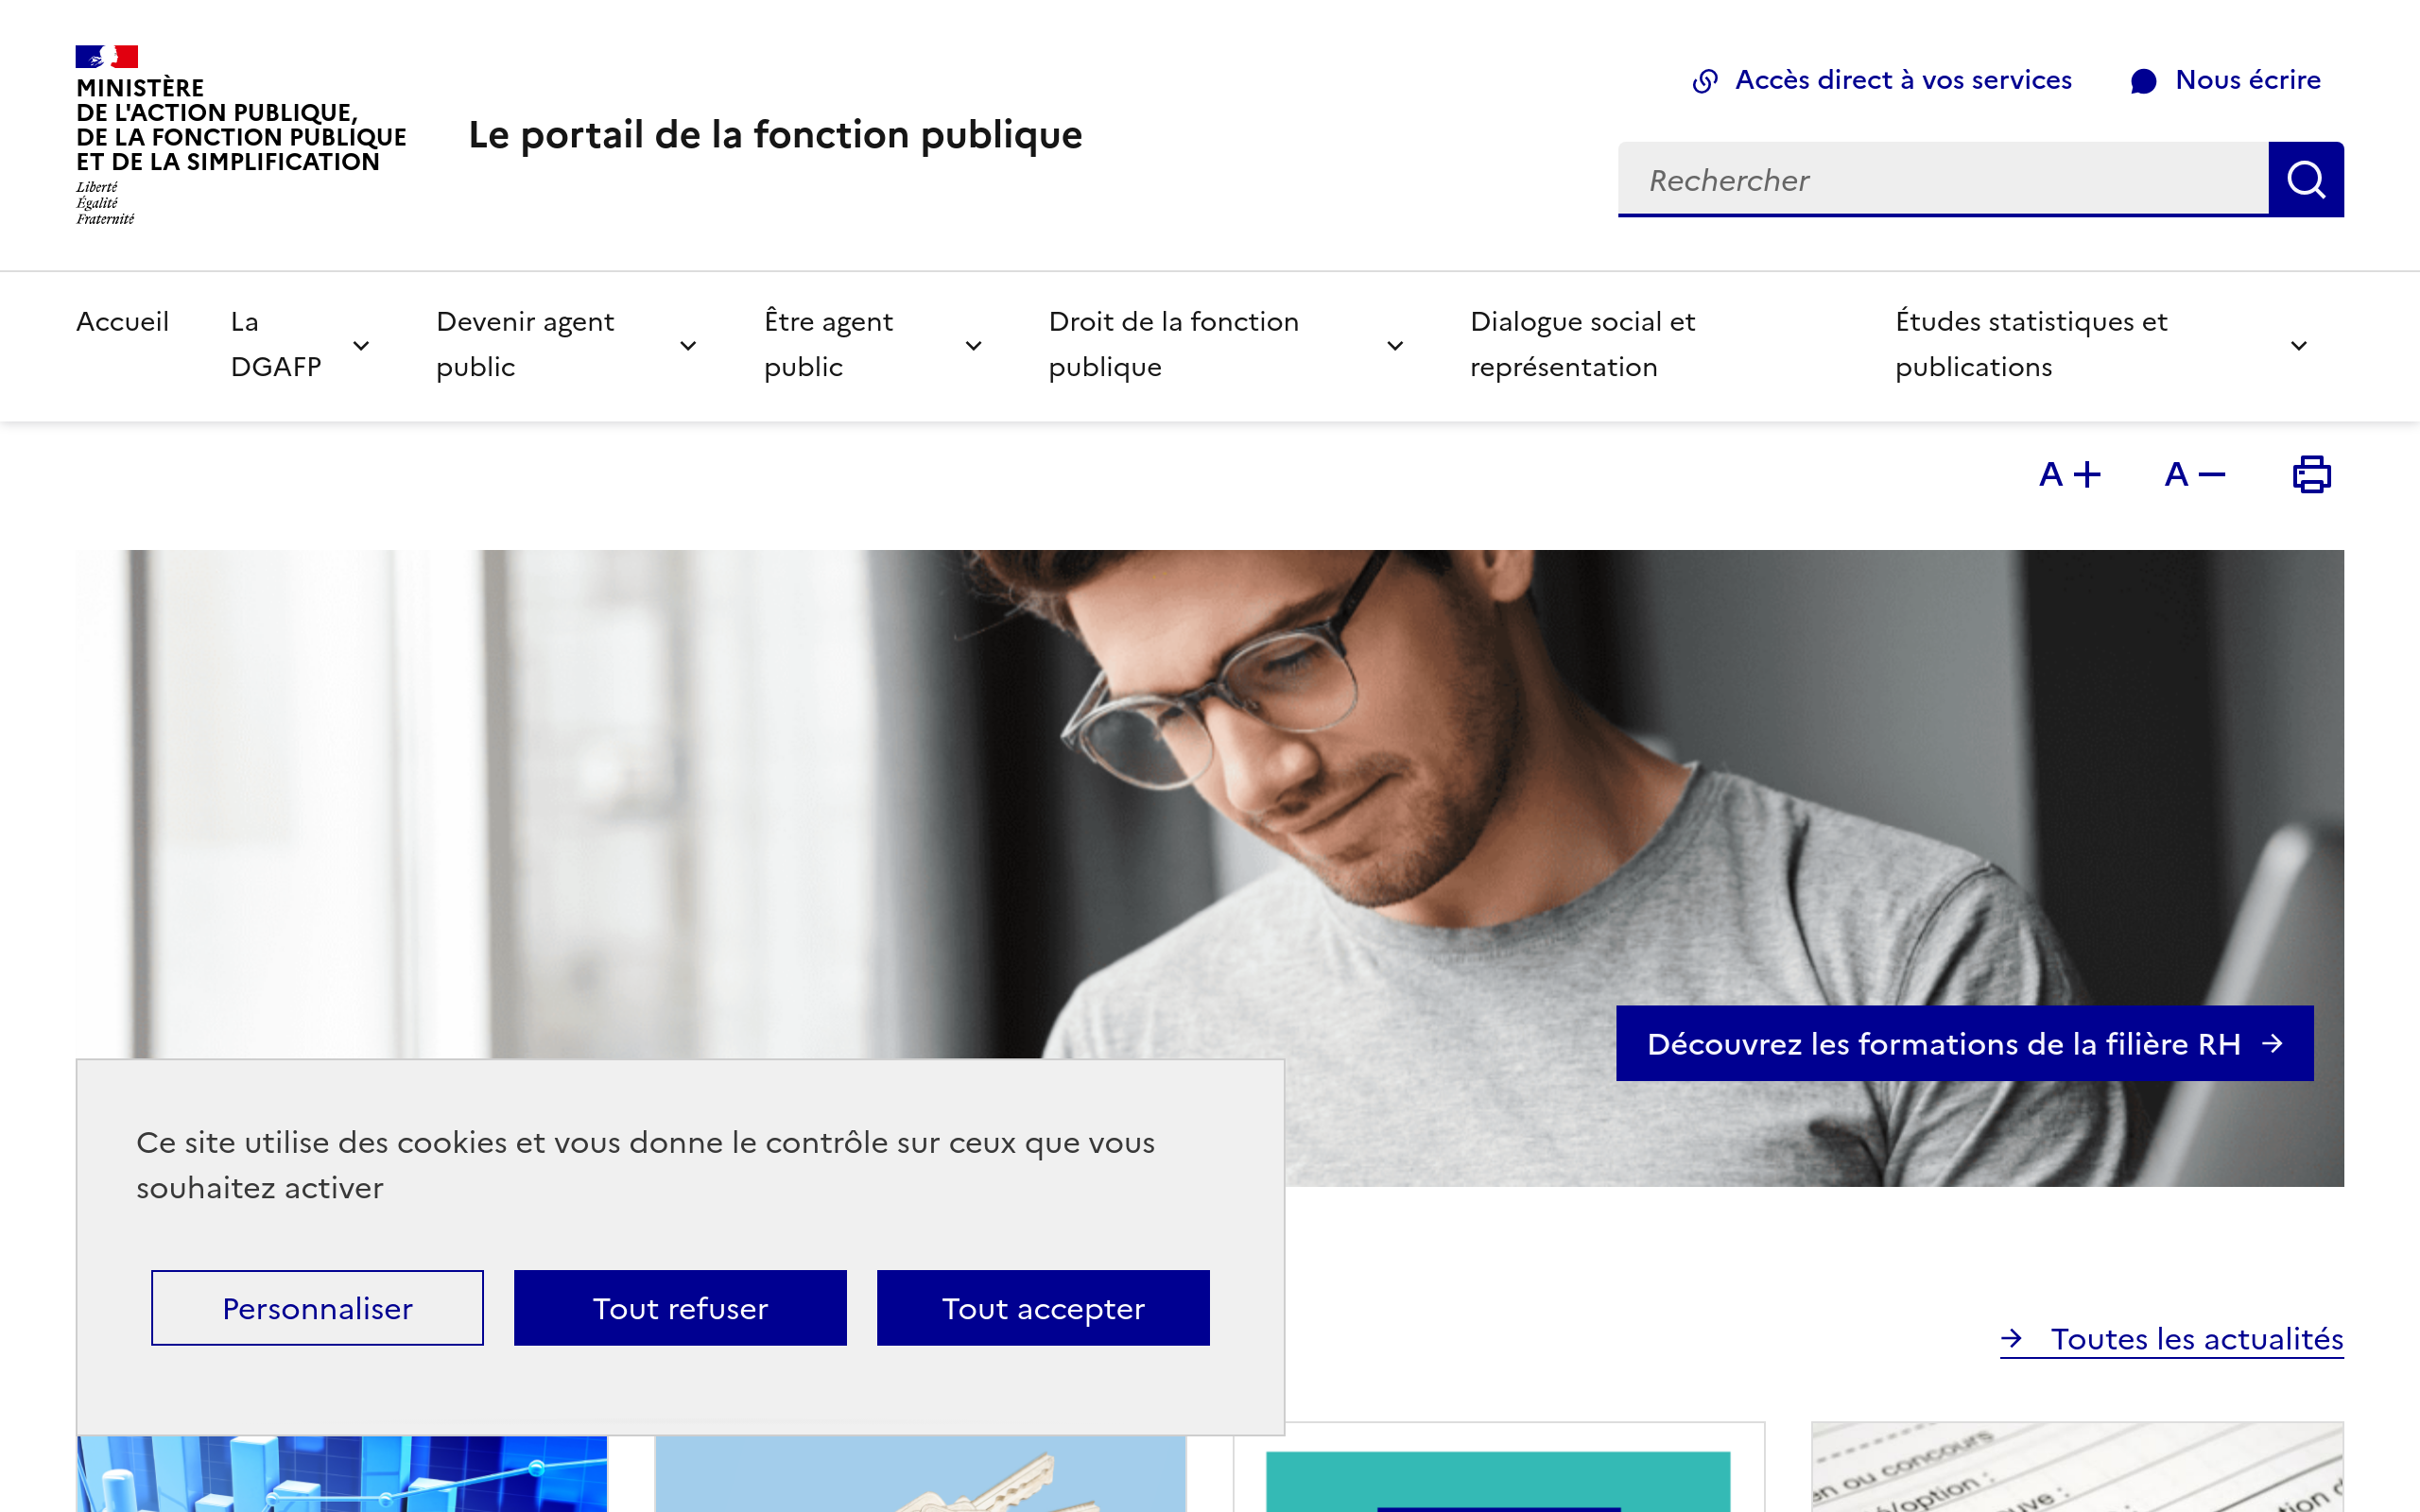 MINISTÈRE
DE L'ACTION PUBLIQUE,
DE LA FONCTION PUBLIQUE
ET DE LA SIMPLIFICATION
Liberté
Égalité
Fraternité
Le portail de la fonction publique
Accès direct à vos services
Nous écrire
Rechercher
Accueil
La
DGAFP
Devenir agent
public
Être agent
public
Droit de la fonction
publique
Dialogue social et
représentation
Études statistiques et
publications
A +
A −
Découvrez les formations de la filière RH
Ce site utilise des cookies et vous donne le contrôle sur ceux que vous
souhaitez activer
Personnaliser
Tout refuser
Tout accepter
Toutes les actualités
ou concours
option :